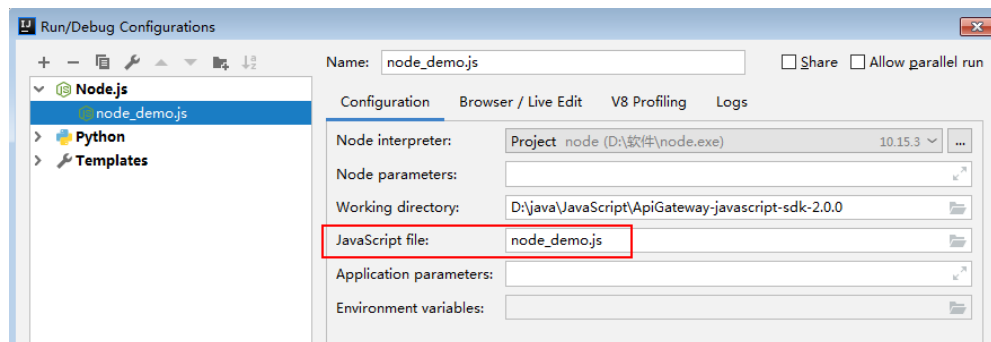 Run/Debug Configurations
Name: node_demo.js Share Allow parallel run
Node.js
node_demo.js
Python
Templates
Configuration Browser / Live Edit V8 Profiling Logs
Node interpreter: Project node (D:\软件\node.exe) 10.15.3 ...
Node parameters:
Working directory: D:\java\JavaScript\ApiGateway-javascript-sdk-2.0.0
JavaScript file: node_demo.js
Application parameters:
Environment variables: